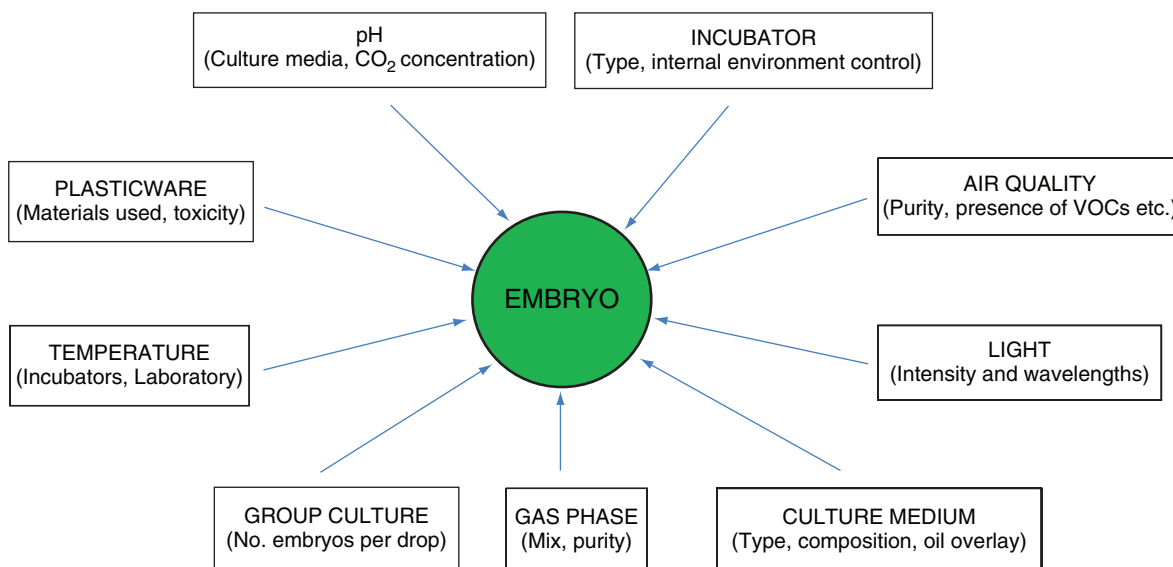 pH
(Culture media, CO₂ concentration)
INCUBATOR
(Type, internal environment control)
PLASTICWARE
(Materials used, toxicity)
AIR QUALITY
(Purity, presence of VOCs etc.)
EMBRYO
TEMPERATURE
(Incubators, Laboratory)
LIGHT
(Intensity and wavelengths)
GROUP CULTURE
(No. embryos per drop)
GAS PHASE
(Mix, purity)
CULTURE MEDIUM
(Type, composition, oil overlay)